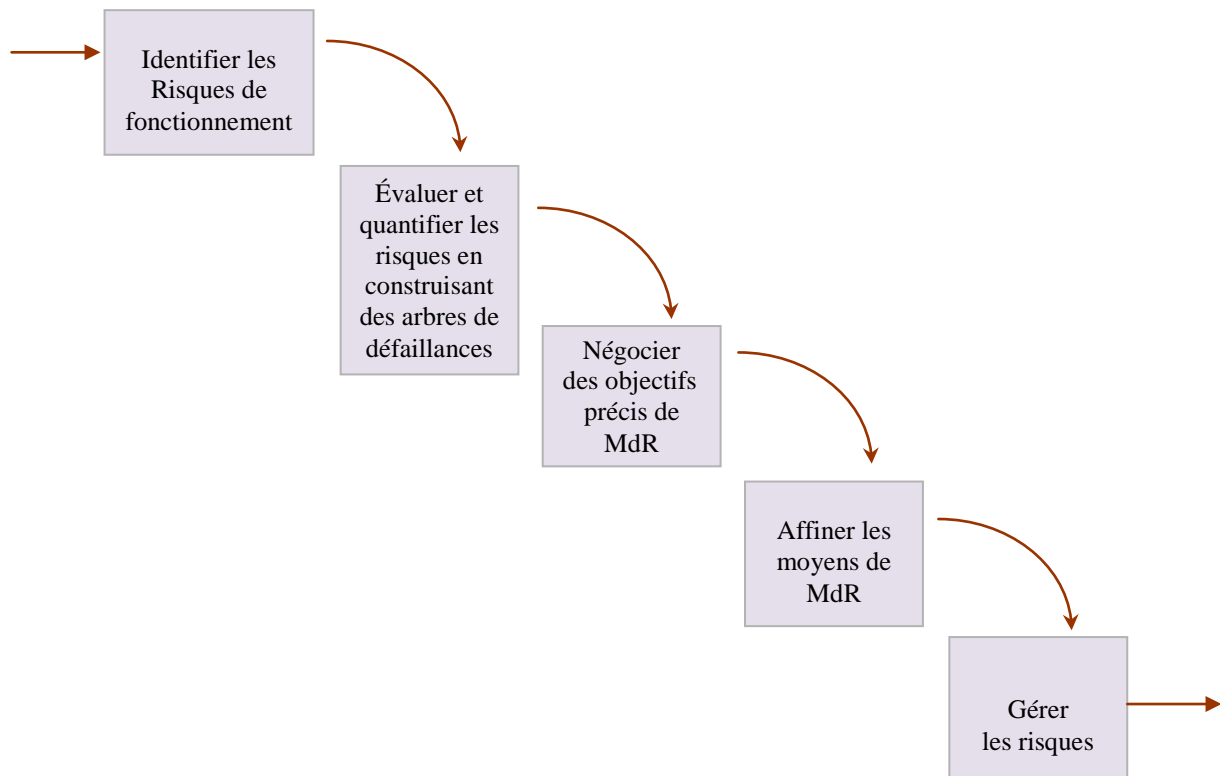 Identifier les
Risques de
fonctionnement
Évaluer et
quantifier les
risques en
construisant
des arbres de
défaillances
Négocier
des objectifs
précis de
MdR
Affiner les
moyens de
MdR
Gérer
les risques